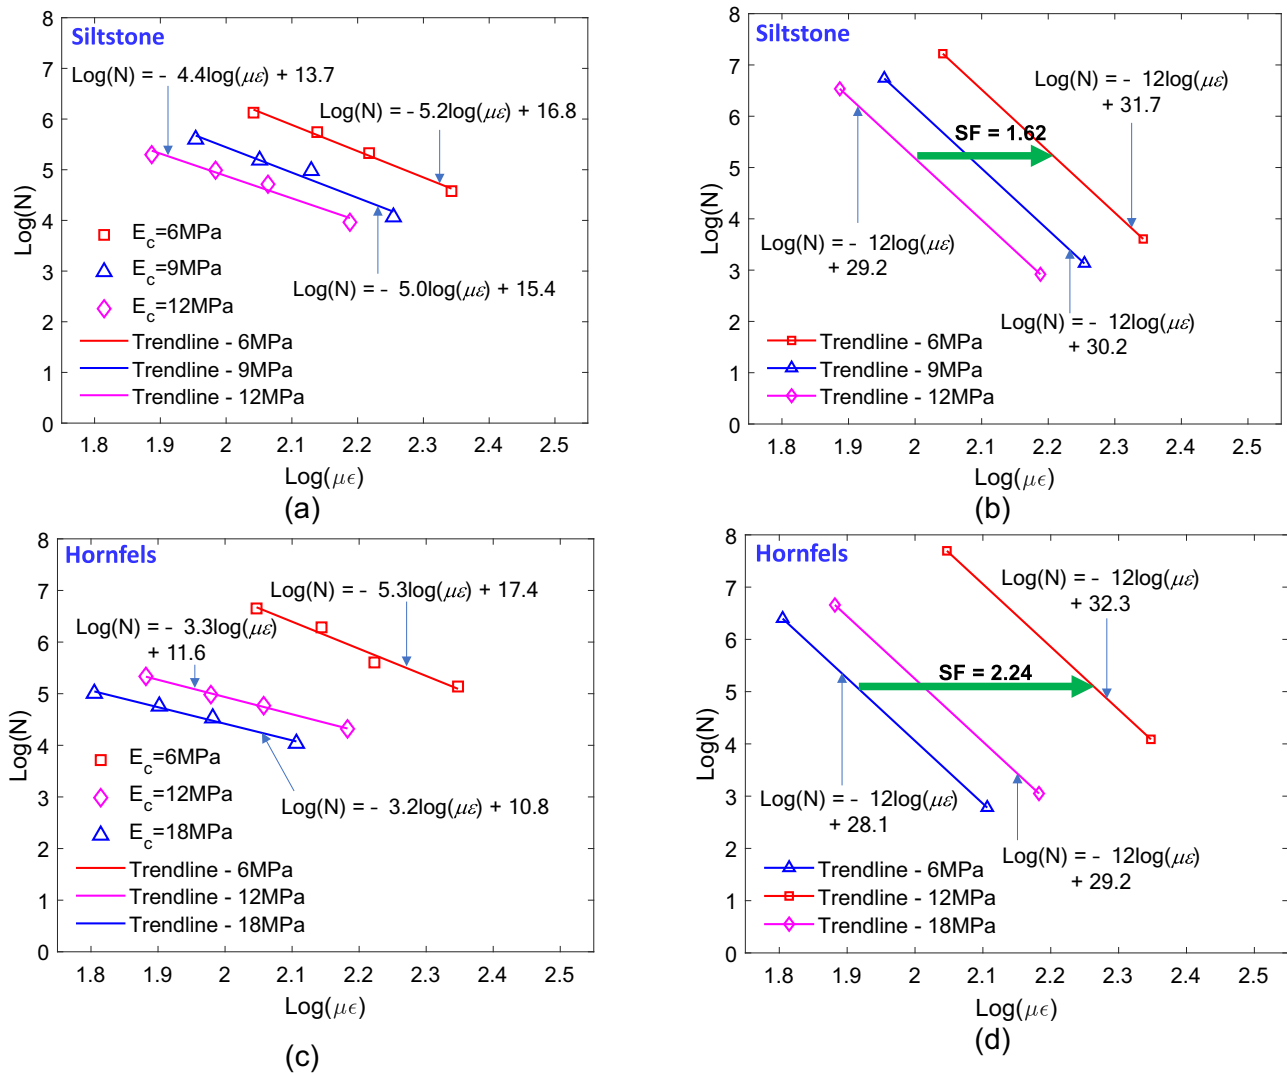 Siltstone
Log(N) = - 4.4log(με) + 13.7
Log(N) = - 5.2log(με) + 16.8
Log(N) = - 5.0log(με) + 15.4
E_c=6MPa
E_c=9MPa
E_c=12MPa
Trendline - 6MPa
Trendline - 9MPa
Trendline - 12MPa
8
7
6
5
4
3
2
1
0
Log(N)
1.8 1.9 2 2.1 2.2 2.3 2.4 2.5
Log(μϵ)
(a)
Siltstone
Log(N) = - 12log(με)
+ 31.7
SF = 1.62
Log(N) = - 12log(με)
+ 29.2
Log(N) = - 12log(με)
+ 30.2
Trendline - 6MPa
Trendline - 9MPa
Trendline - 12MPa
8
7
6
5
4
3
2
1
0
Log(N)
1.8 1.9 2 2.1 2.2 2.3 2.4 2.5
Log(μϵ)
(b)
Hornfels
Log(N) = - 5.3log(με) + 17.4
Log(N) = - 3.3log(με)
+ 11.6
Log(N) = - 3.2log(με) + 10.8
E_c=6MPa
E_c=12MPa
E_c=18MPa
Trendline - 6MPa
Trendline - 12MPa
Trendline - 18MPa
8
7
6
5
4
3
2
1
0
Log(N)
1.8 1.9 2 2.1 2.2 2.3 2.4 2.5
Log(μϵ)
(c)
Hornfels
Log(N) = - 12log(με)
+ 32.3
SF = 2.24
Log(N) = - 12log(με)
+ 28.1
Log(N) = - 12log(με)
+ 29.2
Trendline - 6MPa
Trendline - 12MPa
Trendline - 18MPa
8
7
6
5
4
3
2
1
0
Log(N)
1.8 1.9 2 2.1 2.2 2.3 2.4 2.5
Log(μϵ)
(d)